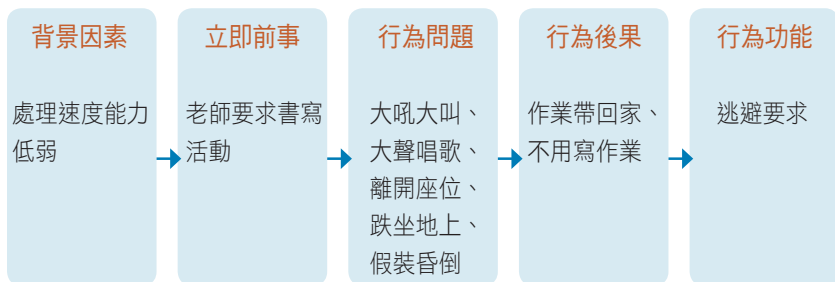 背景因素
處理速度能力
低弱
立即前事
老師要求書寫
活動
行為問題
大吼大叫、
大聲唱歌、
離開座位、
跌坐地上、
假裝昏倒
行為後果
作業帶回家、
不用寫作業
行為功能
逃避要求